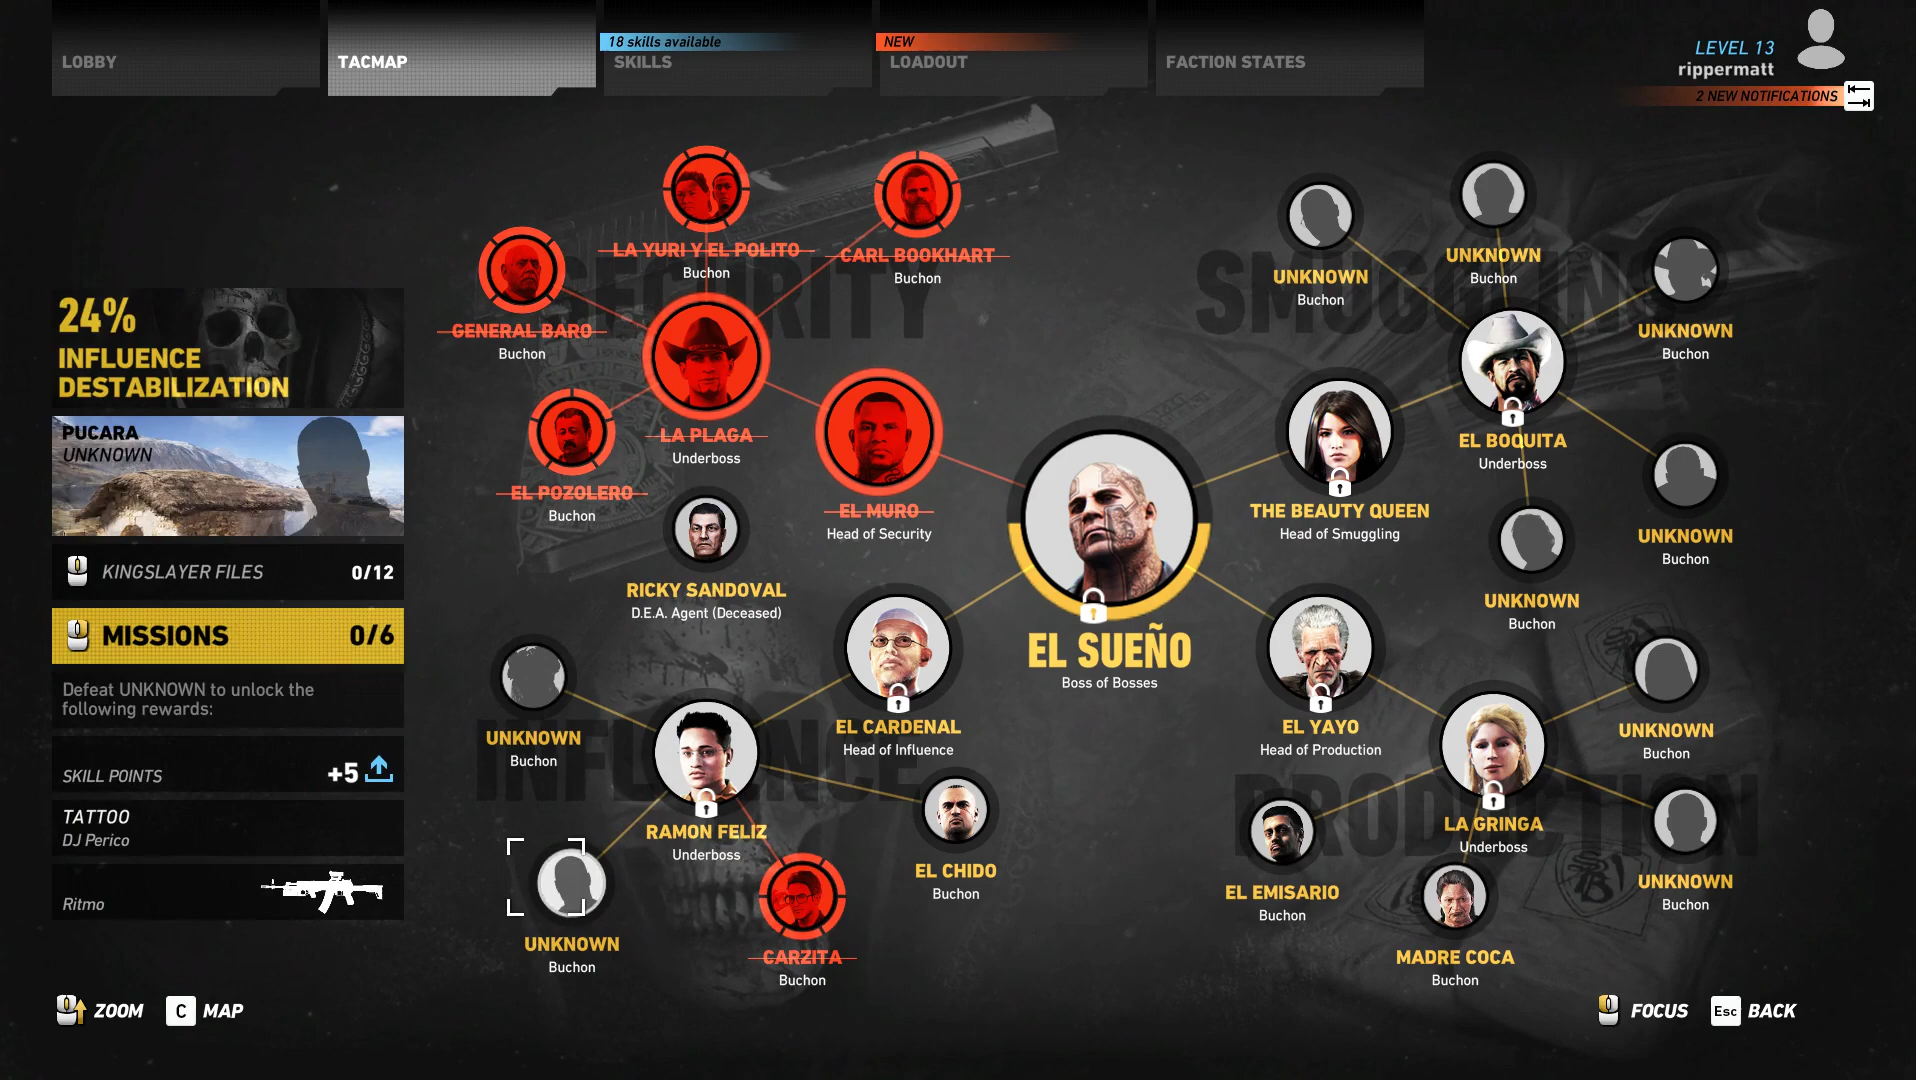 LOBBY
TACMAP
18 skills available
SKILLS
NEW
LOADOUT
FACTION STATES
LEVEL 13
rippermatt
2 NEW NOTIFICATIONS
24%
INFLUENCE
DESTABILIZATION
PUCARA
UNKNOWN
KINGSLAYER FILES 0/12
MISSIONS 0/6
Defeat UNKNOWN to unlock the
following rewards:
SKILL POINTS +5
TATTOO
DJ Perico
Ritmo
SECURITY
LA YURI Y EL POLITO
Buchon
CARL BOOKHART
Buchon
GENERAL BARO
Buchon
LA PLAGA
Underboss
EL POZOLERO
Buchon
EL MURO
Head of Security
RICKY SANDOVAL
D.E.A. Agent (Deceased)
SMUGGLING
UNKNOWN
Buchon
UNKNOWN
Buchon
UNKNOWN
Buchon
EL BOQUITA
Underboss
THE BEAUTY QUEEN
Head of Smuggling
UNKNOWN
Buchon
UNKNOWN
Buchon
EL SUEÑO
Boss of Bosses
INFLUENCE
EL CARDENAL
Head of Influence
UNKNOWN
Buchon
RAMON FELIZ
Underboss
EL CHIDO
Buchon
UNKNOWN
Buchon
CARZITA
Buchon
PRODUCTION
EL YAYO
Head of Production
UNKNOWN
Buchon
LA GRINGA
Underboss
EL EMISARIO
Buchon
UNKNOWN
Buchon
MADRE COCA
Buchon
ZOOM
C MAP
FOCUS
Esc BACK